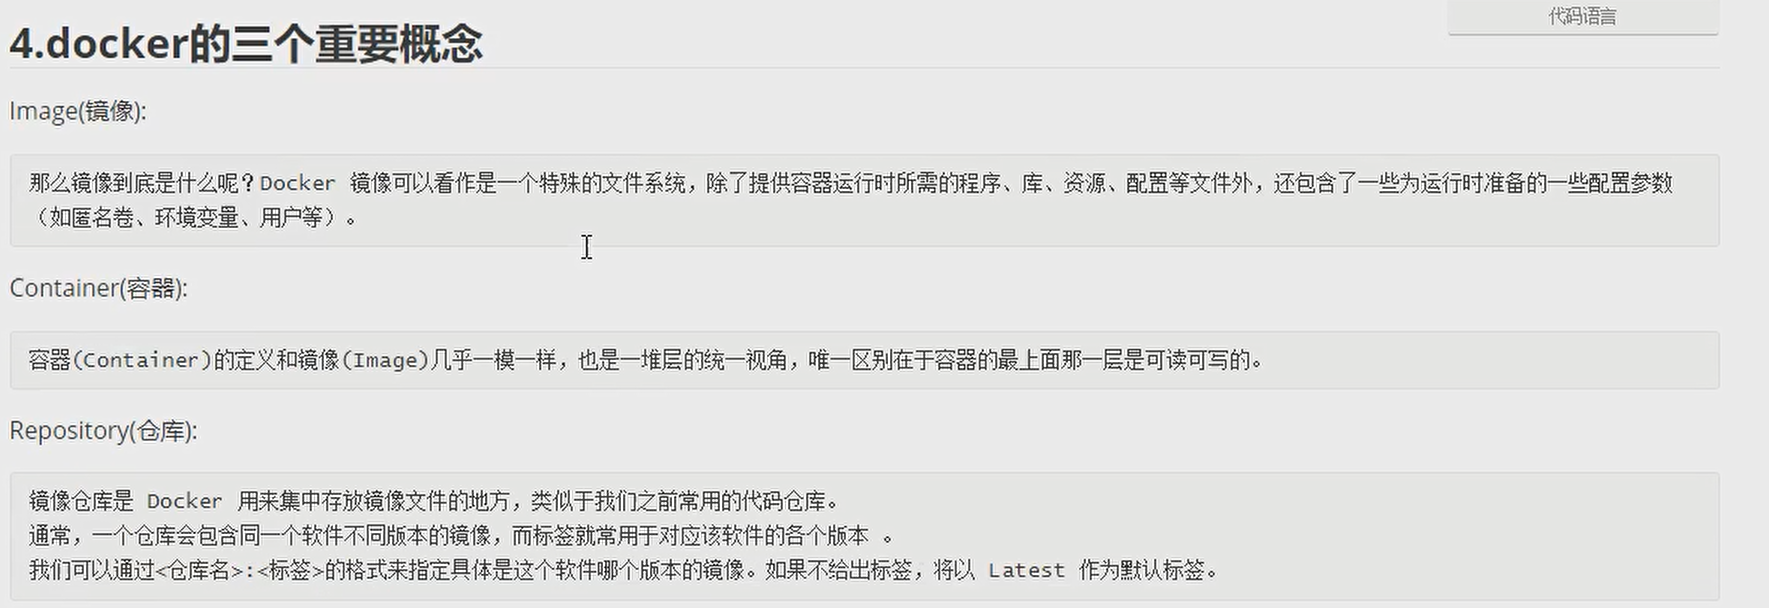 代码语言
4.docker的三个重要概念
Image(镜像):
那么镜像到底是什么呢？Docker 镜像可以看作是一个特殊的文件系统，除了提供容器运行时所需的程序、库、资源、配置等文件外，还包含了一些为运行时准备的一些配置参数
（如匿名卷、环境变量、用户等）。
Container(容器):
容器(Container)的定义和镜像(Image)几乎一模一样，也是一堆层的统一视角，唯一区别在于容器的最上面那一层是可读可写的。
Repository(仓库):
镜像仓库是 Docker 用来集中存放镜像文件的地方，类似于我们之前常用的代码仓库。
通常，一个仓库会包含同一个软件不同版本的镜像，而标签就常用于对应该软件的各个版本 。
我们可以通过<仓库名>:<标签>的格式来指定具体是这个软件哪个版本的镜像。如果不给出标签，将以 Latest 作为默认标签。